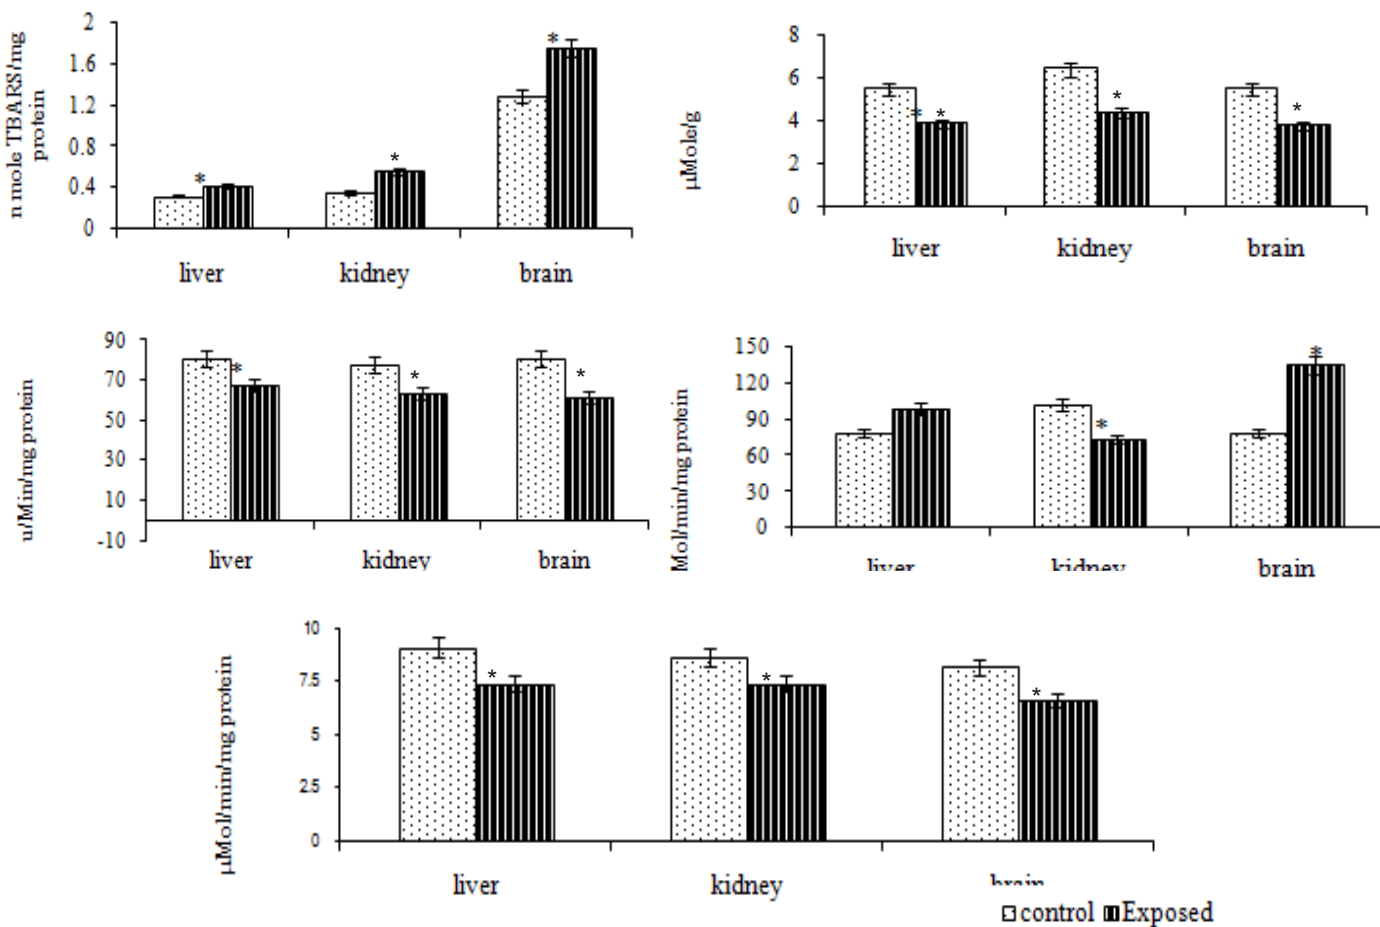 n mole TBARS/mg
protein
2
1.6
1.2
0.8
0.4
0
*
*
*
liver
kidney
brain
µMole/g
8
6
4
2
0
* *
*
*
liver
kidney
brain
u/Min/mg protein
90
70
50
30
10
-10
*
*
*
liver
kidney
brain
Mol/min/mg protein
150
120
90
60
30
0
*
*
liver
kidney
brain
µMol/min/mg protein
10
7.5
5
2.5
0
*
*
*
liver
kidney
brain
control Exposed